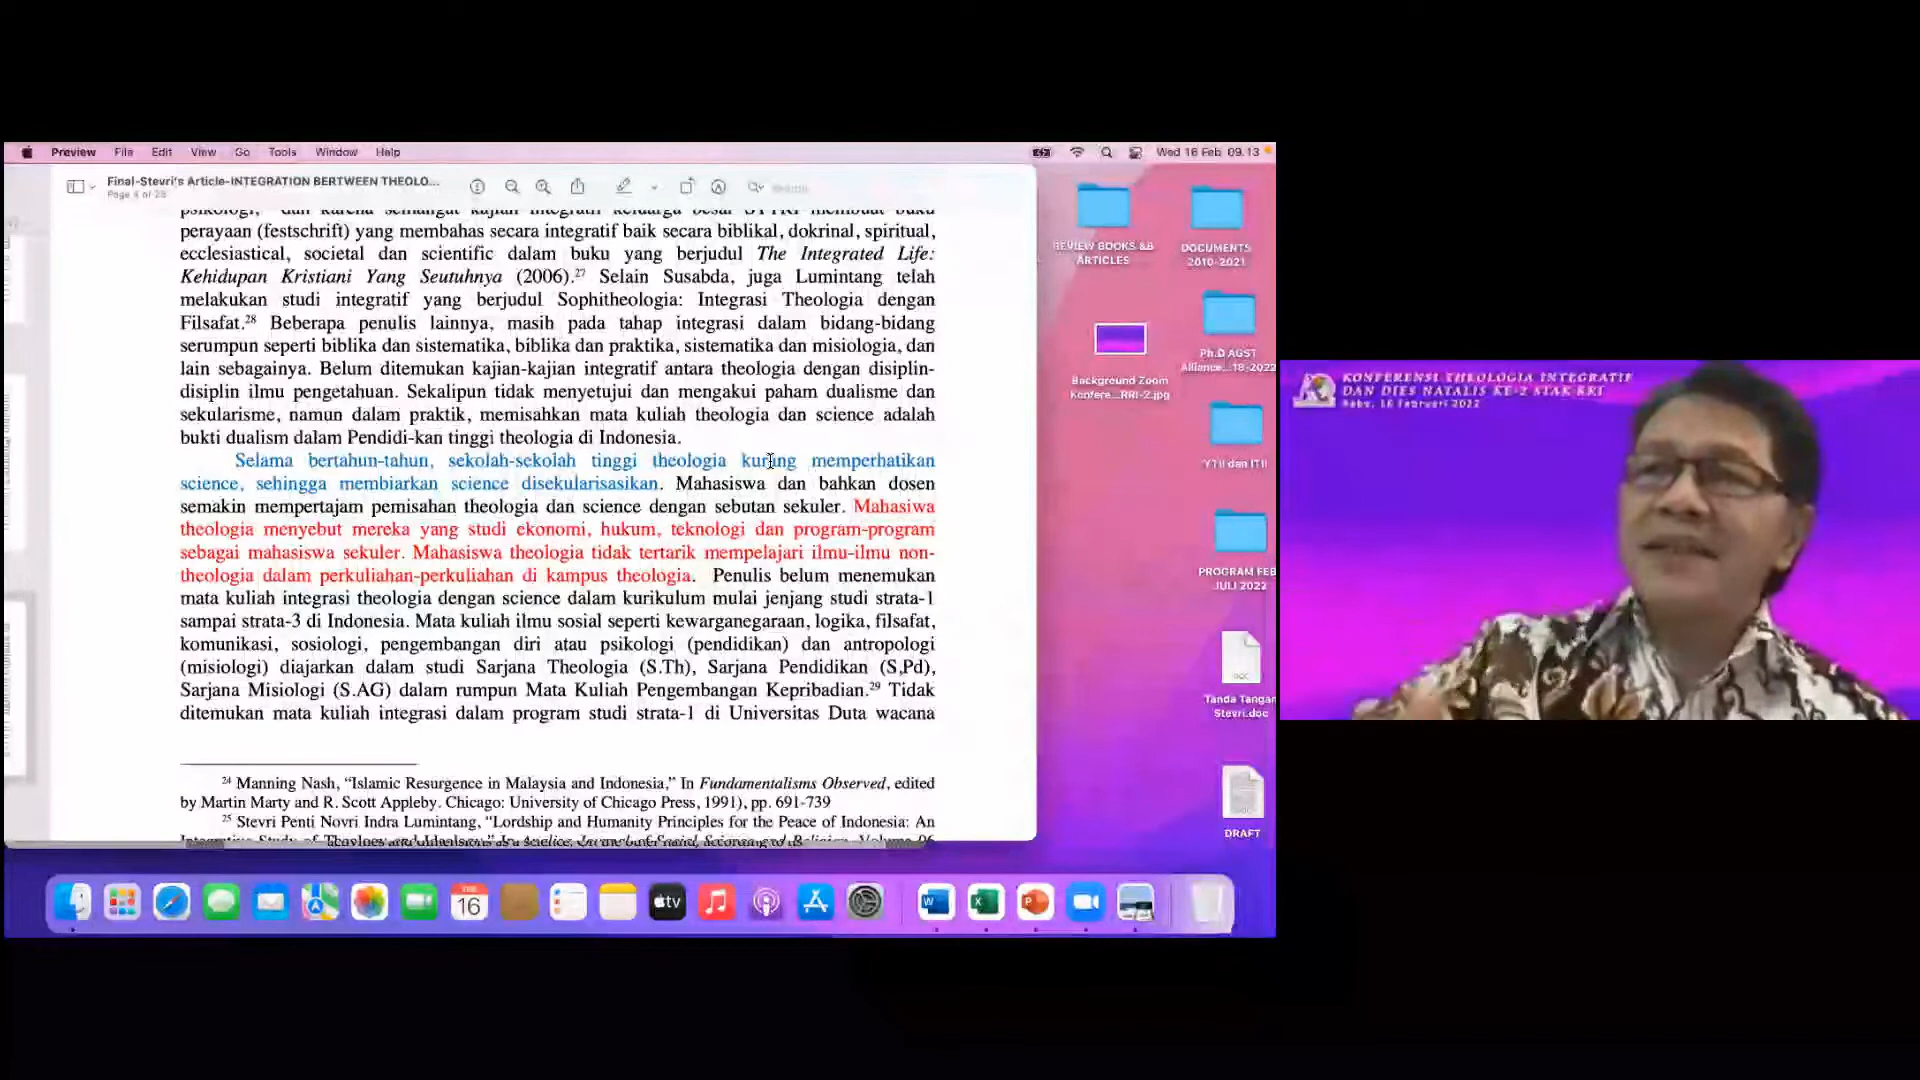 Preview File Edit View Go Tools Window Help
Wed 16 Feb 09.13
Final-Stevri's Article-INTEGRATION BERTWEEN THEOLO...
Page 4 of 25
Search
perayaan (festschrift) yang membahas secara integratif baik secara biblikal, dokrinal, spiritual,
ecclesiastical, societal dan scientific dalam buku yang berjudul The Integrated Life:
Kehidupan Kristiani Yang Seutuhnya (2006).27 Selain Susabda, juga Lumintang telah
melakukan studi integratif yang berjudul Sophitheologia: Integrasi Theologia dengan
Filsafat.28 Beberapa penulis lainnya, masih pada tahap integrasi dalam bidang-bidang
serumpun seperti biblika dan sistematika, biblika dan praktika, sistematika dan misiologia, dan
lain sebagainya. Belum ditemukan kajian-kajian integratif antara theologia dengan disiplin-
disiplin ilmu pengetahuan. Sekalipun tidak menyetujui dan mengakui paham dualisme dan
sekularisme, namun dalam praktik, memisahkan mata kuliah theologia dan science adalah
bukti dualism dalam Pendidi-kan tinggi theologia di Indonesia.
Selama bertahun-tahun, sekolah-sekolah tinggi theologia kurang memperhatikan
science, sehingga membiarkan science disekularisasikan. Mahasiswa dan bahkan dosen
semakin mempertajam pemisahan theologia dan science dengan sebutan sekuler. Mahasiwa
theologia menyebut mereka yang studi ekonomi, hukum, teknologi dan program-program
sebagai mahasiswa sekuler. Mahasiswa theologia tidak tertarik mempelajari ilmu-ilmu non-
theologia dalam perkuliahan-perkuliahan di kampus theologia. Penulis belum menemukan
mata kuliah integrasi theologia dengan science dalam kurikulum mulai jenjang studi strata-1
sampai strata-3 di Indonesia. Mata kuliah ilmu sosial seperti kewarganegaraan, logika, filsafat,
komunikasi, sosiologi, pengembangan diri atau psikologi (pendidikan) dan antropologi
(misiologi) diajarkan dalam studi Sarjana Theologia (S.Th), Sarjana Pendidikan (S,Pd),
Sarjana Misiologi (S.AG) dalam rumpun Mata Kuliah Pengembangan Kepribadian.29 Tidak
ditemukan mata kuliah integrasi dalam program studi strata-1 di Universitas Duta wacana
24 Manning Nash, “Islamic Resurgence in Malaysia and Indonesia,” In Fundamentalisms Observed, edited
by Martin Marty and R. Scott Appleby. Chicago: University of Chicago Press, 1991), pp. 691-739
25 Stevri Penti Novri Indra Lumintang, “Lordship and Humanity Principles for the Peace of Indonesia: An
REVIEW BOOKS &B
ARTICLES
DOCUMENTS
2010-2021
Background Zoom
Konfere...RRI-2.jpg
Ph.D AGST
Alliance...18-2022
YTII dan ITII
PROGRAM FEB
JULI 2022
Tanda Tangan
Stevri.doc
DRAFT
16
tv
KONFERENSI THEOLOGIA INTEGRATIF
DAN DIES NATALIS KE-2 STAK RRI
Rabu, 16 Februari 2022